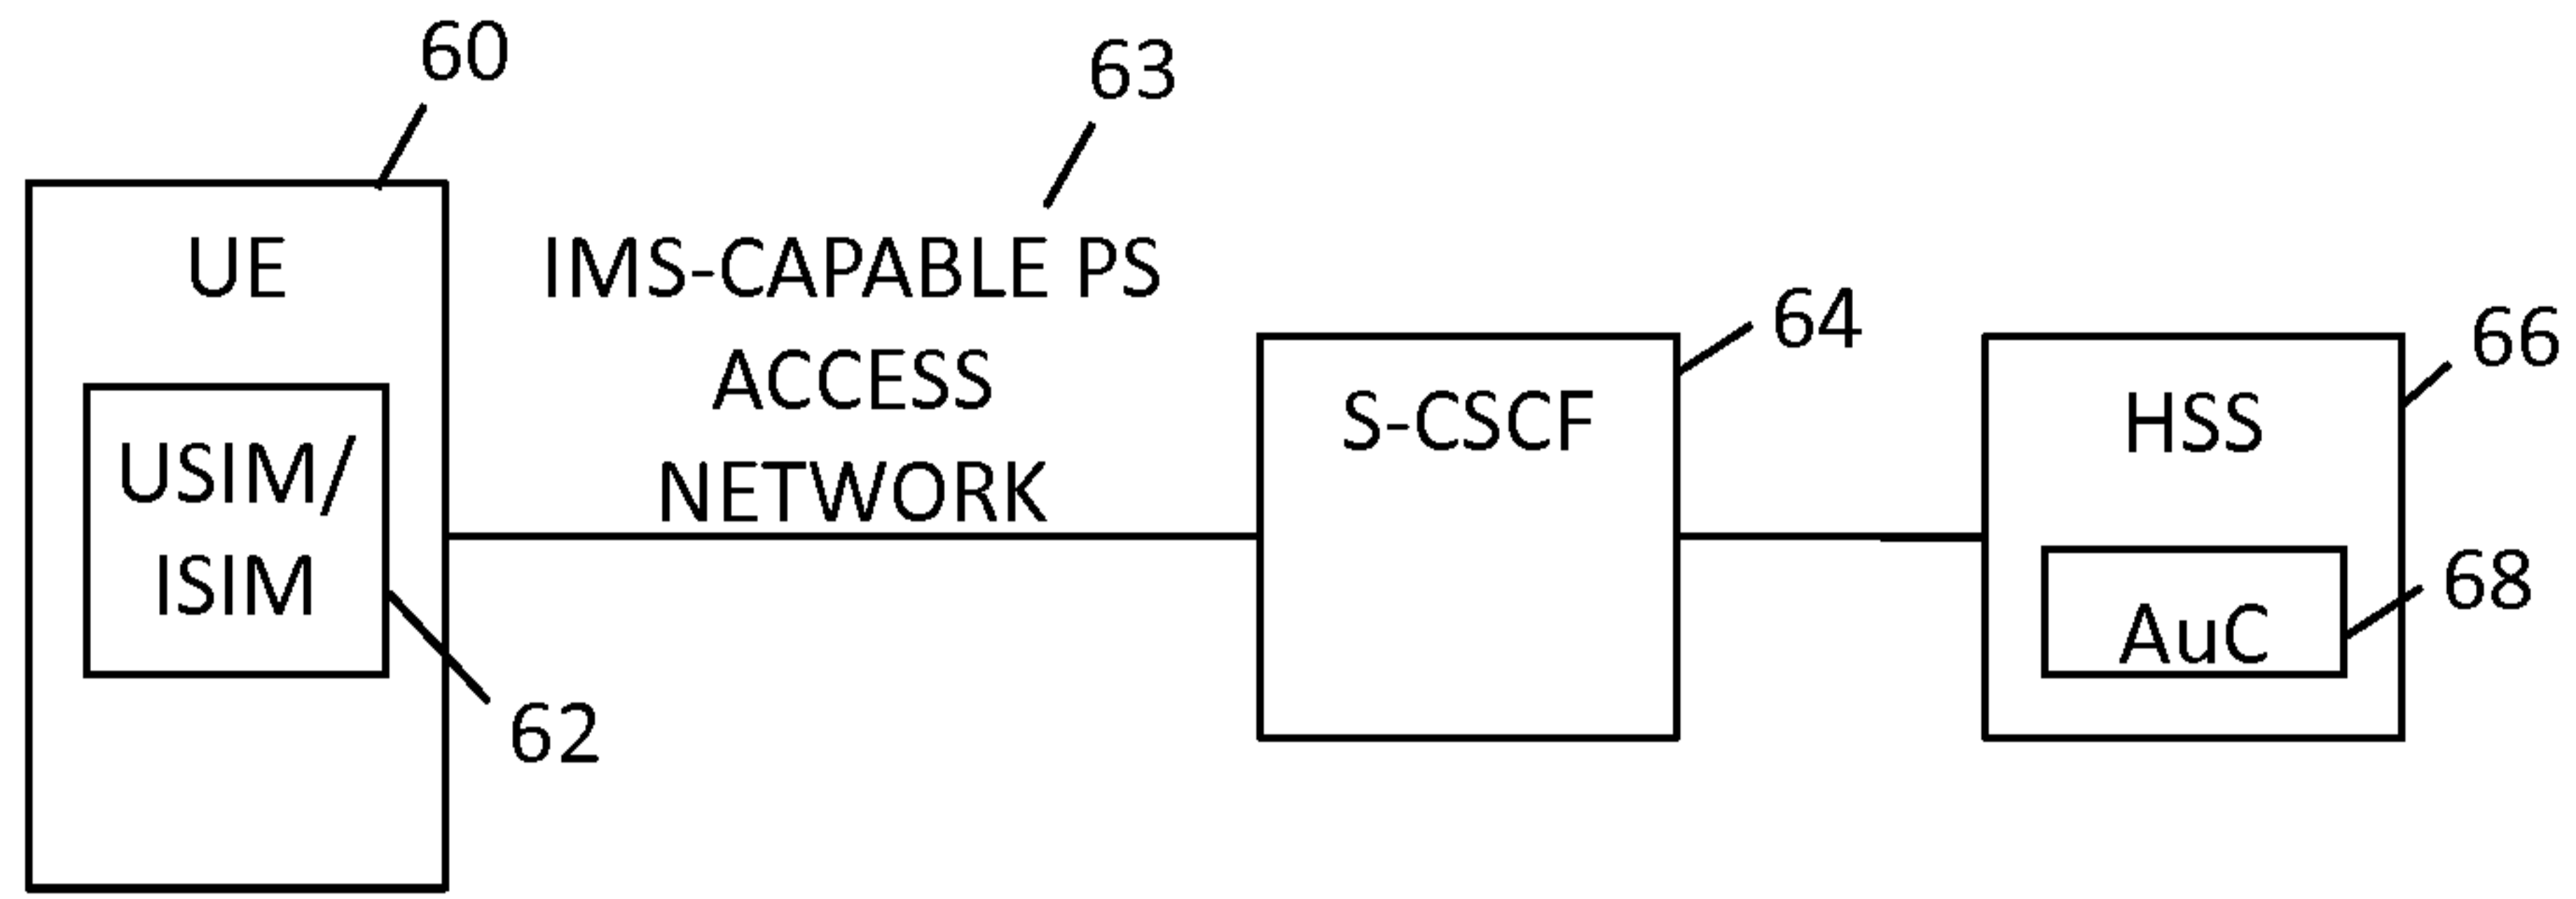 60
63
UE
IMS-CAPABLE PS
ACCESS
NETWORK
USIM/
ISIM
62
S-CSCF
64
HSS
66
AuC
68